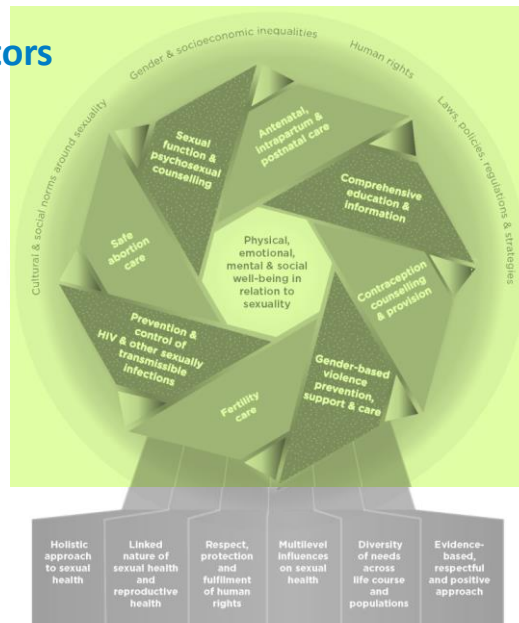 tors
Cultural & social norms around sexuality
Gender & socioeconomic inequalities
Human rights
Laws, policies, regulations & strategies
Antenatal,
intrapartum &
postnatal care
Comprehensive
education &
information
Contraception
counselling
& provision
Gender-based
violence
prevention,
support & care
Fertility
care
Prevention &
control of
HIV & other sexually
transmissible
infections
Safe
abortion
care
Sexual
function &
psychosexual
counselling
Physical,
emotional,
mental & social
well-being in
relation to
sexuality
Holistic
approach
to sexual
health
Linked
nature of
sexual health
and
reproductive
health
Respect,
protection
and
fulfilment
of human
rights
Multilevel
influences
on sexual
health
Diversity
of needs
across
life course
and
populations
Evidence-
based,
respectful
and positive
approach